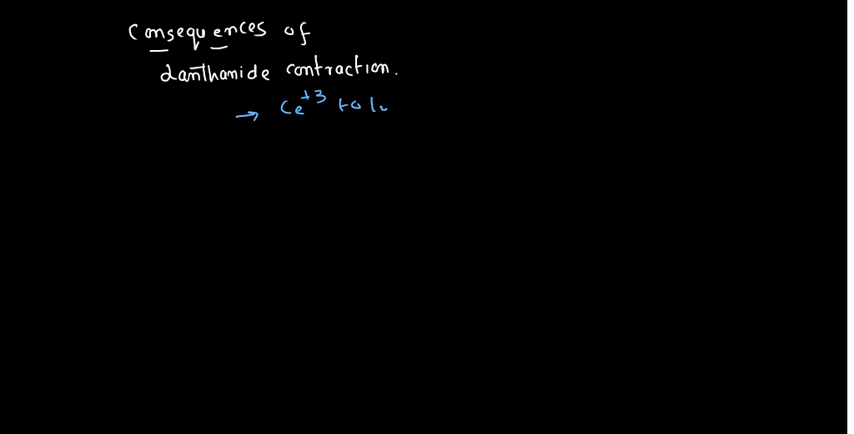 Consequences of
Lanthanide contraction.
→ Ce+3 to